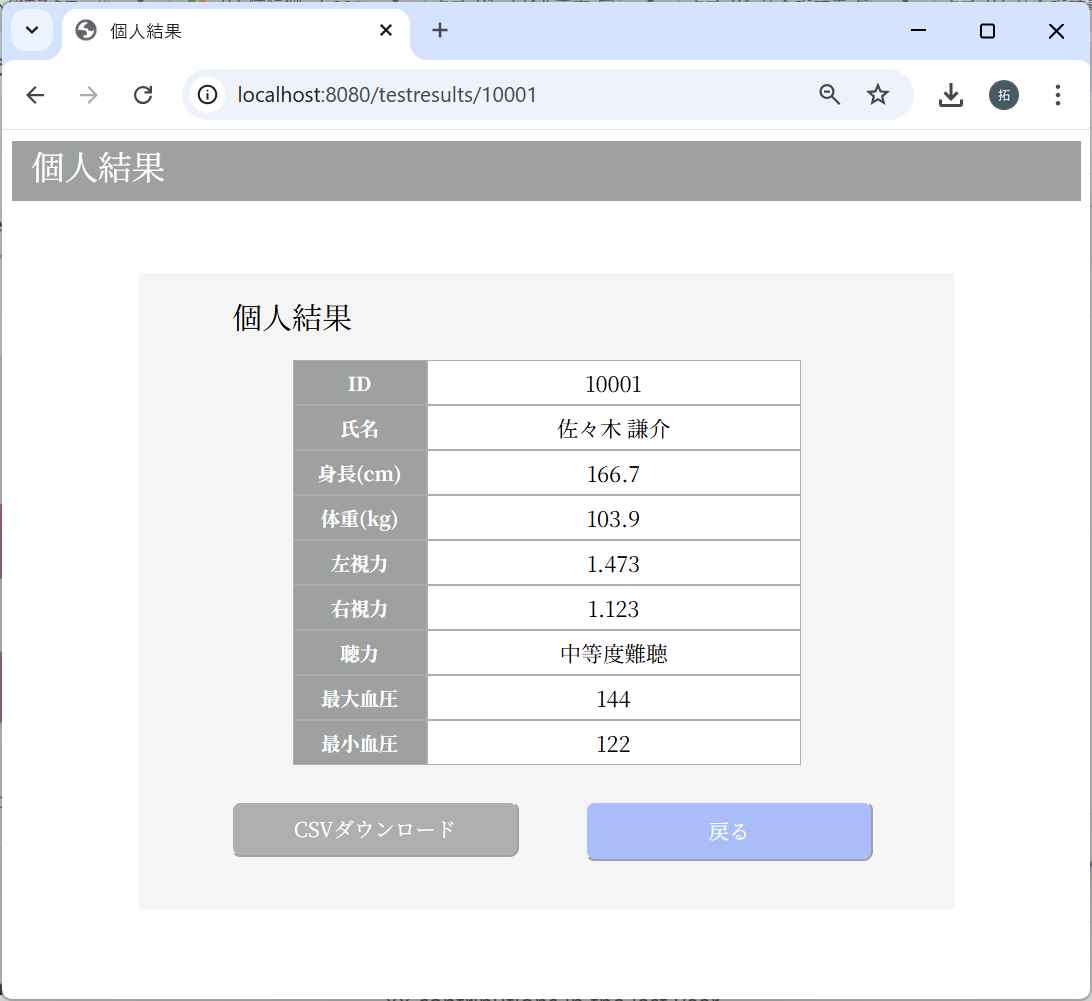 個人結果
localhost:8080/testresults/10001
拓
個人結果
個人結果
ID 10001
氏名 佐々木 謙介
身長(cm) 166.7
体重(kg) 103.9
左視力 1.473
右視力 1.123
聴力 中等度難聴
最大血圧 144
最小血圧 122
CSVダウンロード 戻る